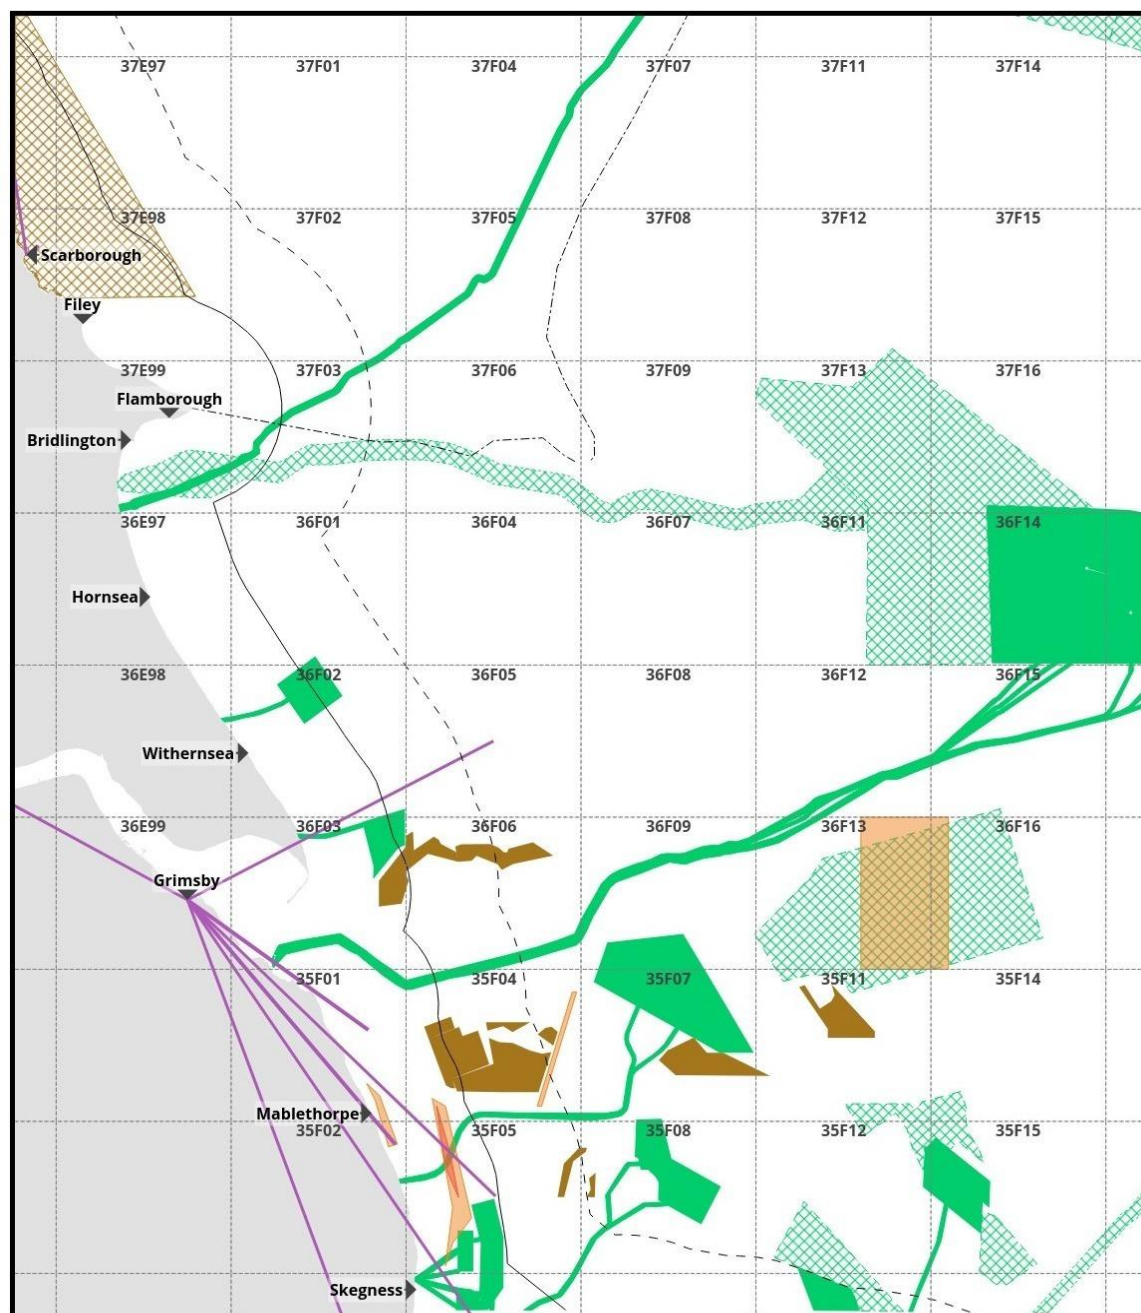 37E97 37F01 37F04 37F07 37F11 37F14
37E98 37F02 37F05 37F08 37F12 37F15
Scarborough
Filey
37E99 37F03 37F06 37F09 37F13 37F16
Flamborough
Bridlington
36E97 36F01 36F04 36F07 36F11 36F14
Hornsea
36E98 36F02 36F05 36F08 36F12 36F15
Withernsea
36E99 36F03 36F06 36F09 36F13 36F16
Grimsby
35F01 35F04 35F07 35F11 35F14
Mablethorpe
35F02 35F05 35F08 35F12 35F15
Skegness